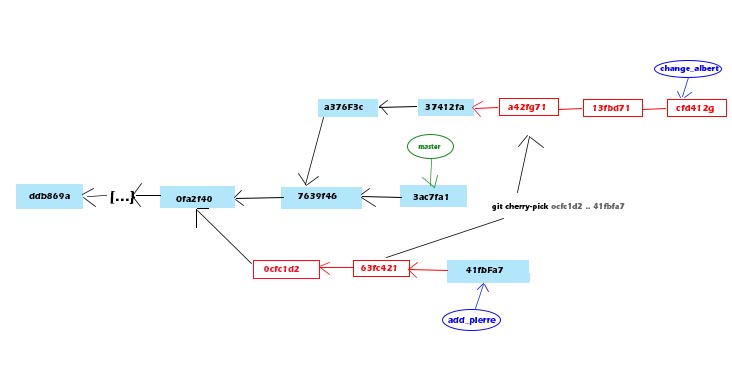 change_albert
a376F3c 37412fa a42fg71 13fbd71 cfd412g
master
ddb869a [...] 0fa2f40 7639f46 3ac7fa1
git cherry-pick ocfc1d2 .. 41fbfa7
0cfc1d2 63fc421 41fbFa7
add_pierre